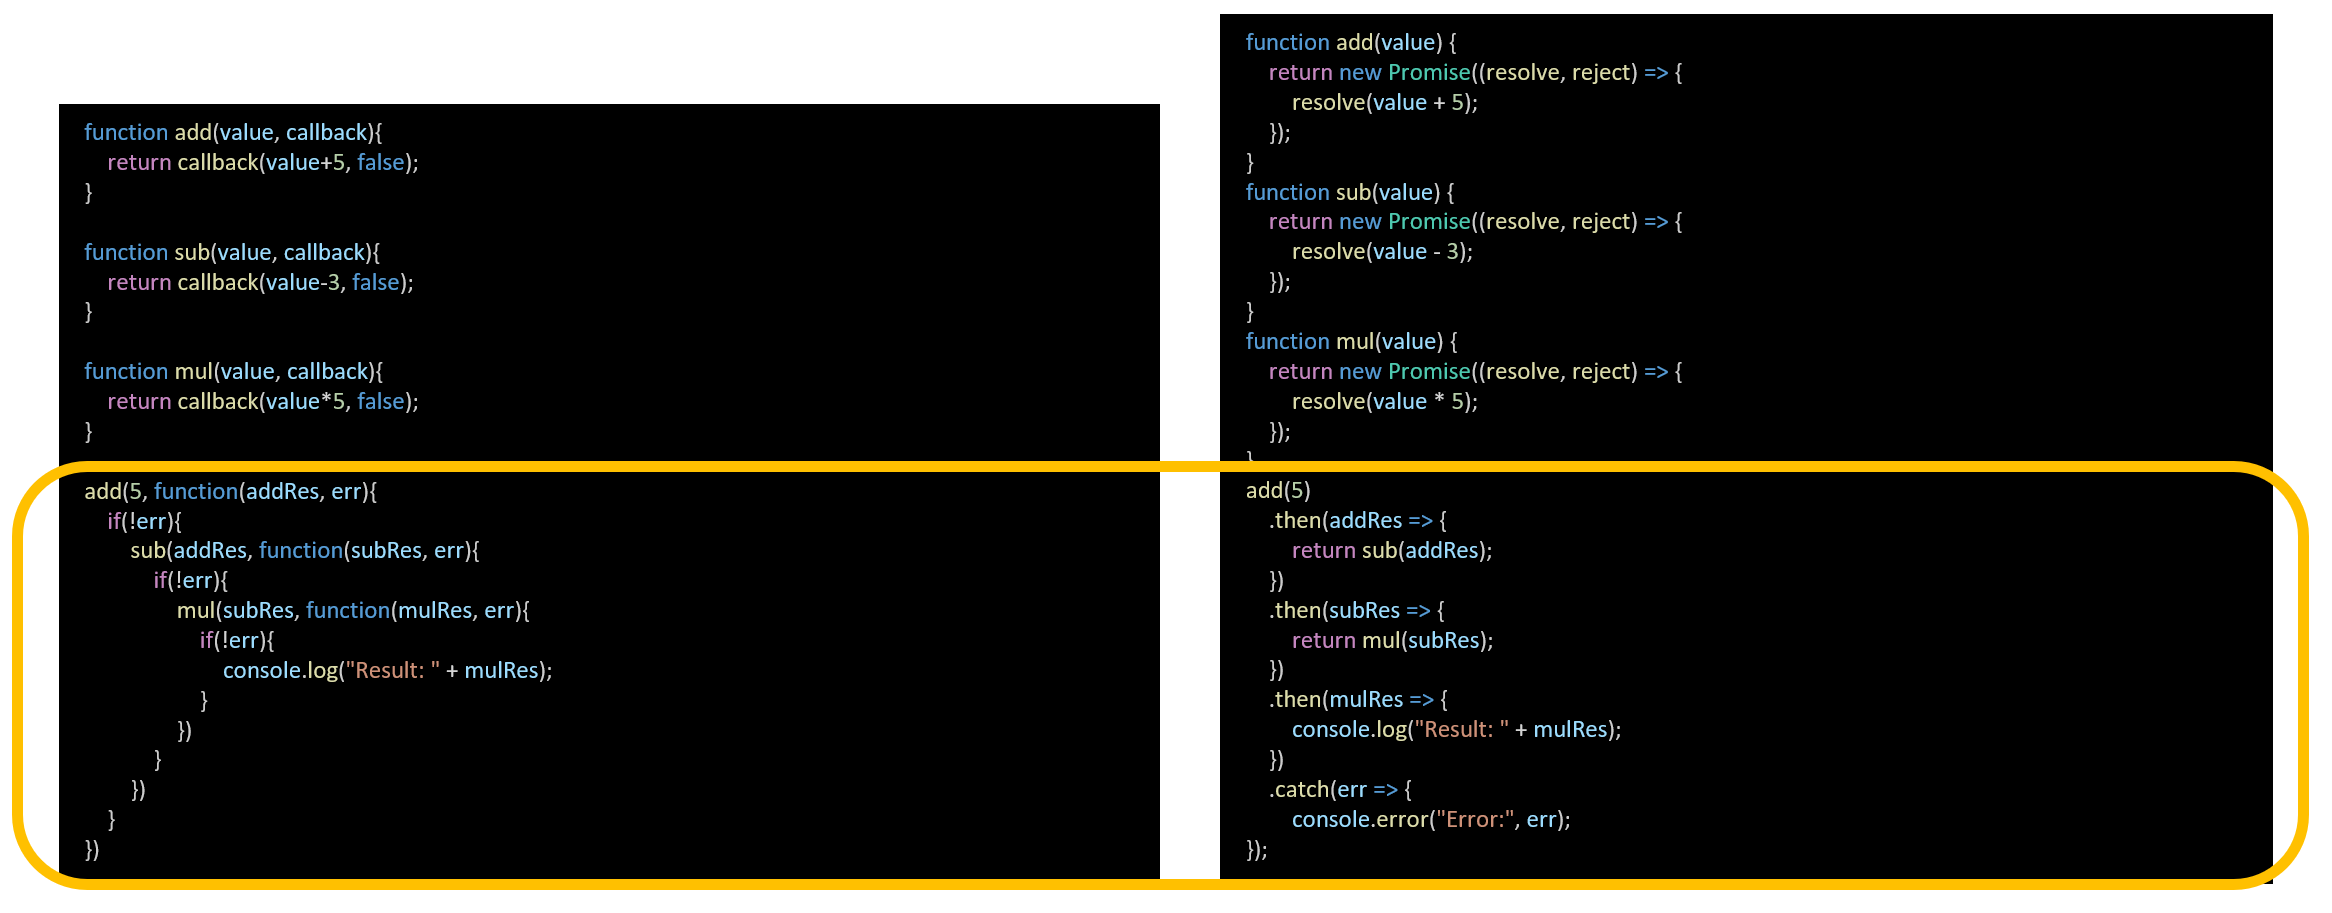 function add(value, callback){
return callback(value+5, false);
}
function sub(value, callback){
return callback(value-3, false);
}
function mul(value, callback){
return callback(value*5, false);
}
add(5, function(addRes, err){
if(!err){
sub(addRes, function(subRes, err){
if(!err){
mul(subRes, function(mulRes, err){
if(!err){
console.log("Result: " + mulRes);
}
})
}
})
}
})
function add(value) {
return new Promise((resolve, reject) => {
resolve(value + 5);
});
}
function sub(value) {
return new Promise((resolve, reject) => {
resolve(value - 3);
});
}
function mul(value) {
return new Promise((resolve, reject) => {
resolve(value * 5);
});
}
add(5)
.then(addRes => {
return sub(addRes);
})
.then(subRes => {
return mul(subRes);
})
.then(mulRes => {
console.log("Result: " + mulRes);
})
.catch(err => {
console.error("Error:", err);
});